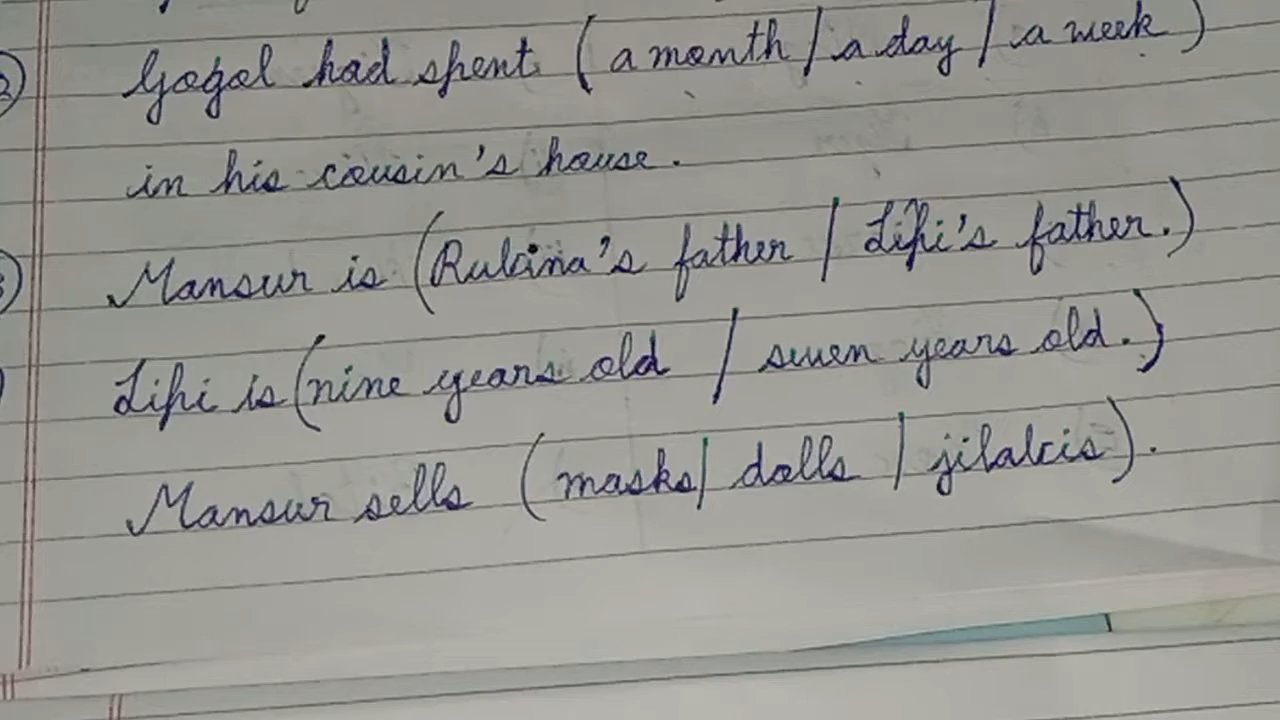 2
Gogol had spent (a month / a day / a week)
in his cousin's house.
Mansur is (Rubina's father / Lipi's father.)
Lipi is (nine years old / seven years old.)
Mansur sells (masks / dolls / jilabis).